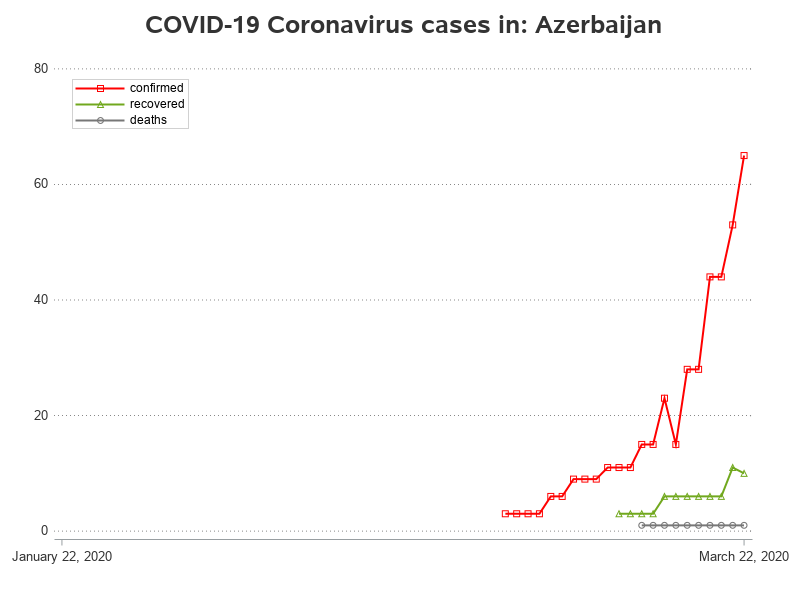 COVID-19 Coronavirus cases in: Azerbaijan
80
confirmed
recovered
deaths
60
40
20
0
January 22, 2020
March 22, 2020